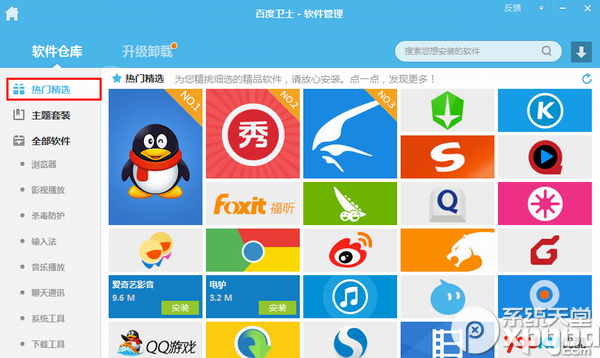 百度卫士 - 软件管理
反馈
软件仓库
升级卸载
搜索您想安装的软件
热门精选
主题套装
全部软件
浏览器
影视播放
杀毒防护
输入法
音乐播放
聊天通讯
系统工具
下载工具
热门精选 为您精挑细选的精品软件，请放心安装。点一点，发现更多！
NO.1
NO.2
NO.3
秀
K
S
Foxit 福昕
Q
G
爱奇艺影音
9.6 M
安装
电驴
3.2 M
安装
QQ游戏
系统天堂